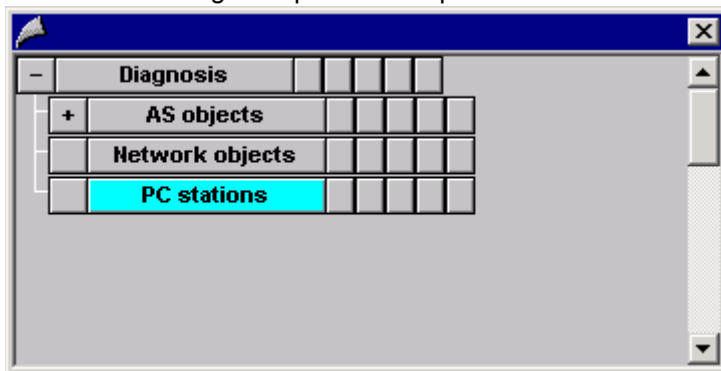 − Diagnosis
+ AS objects
Network objects
PC stations